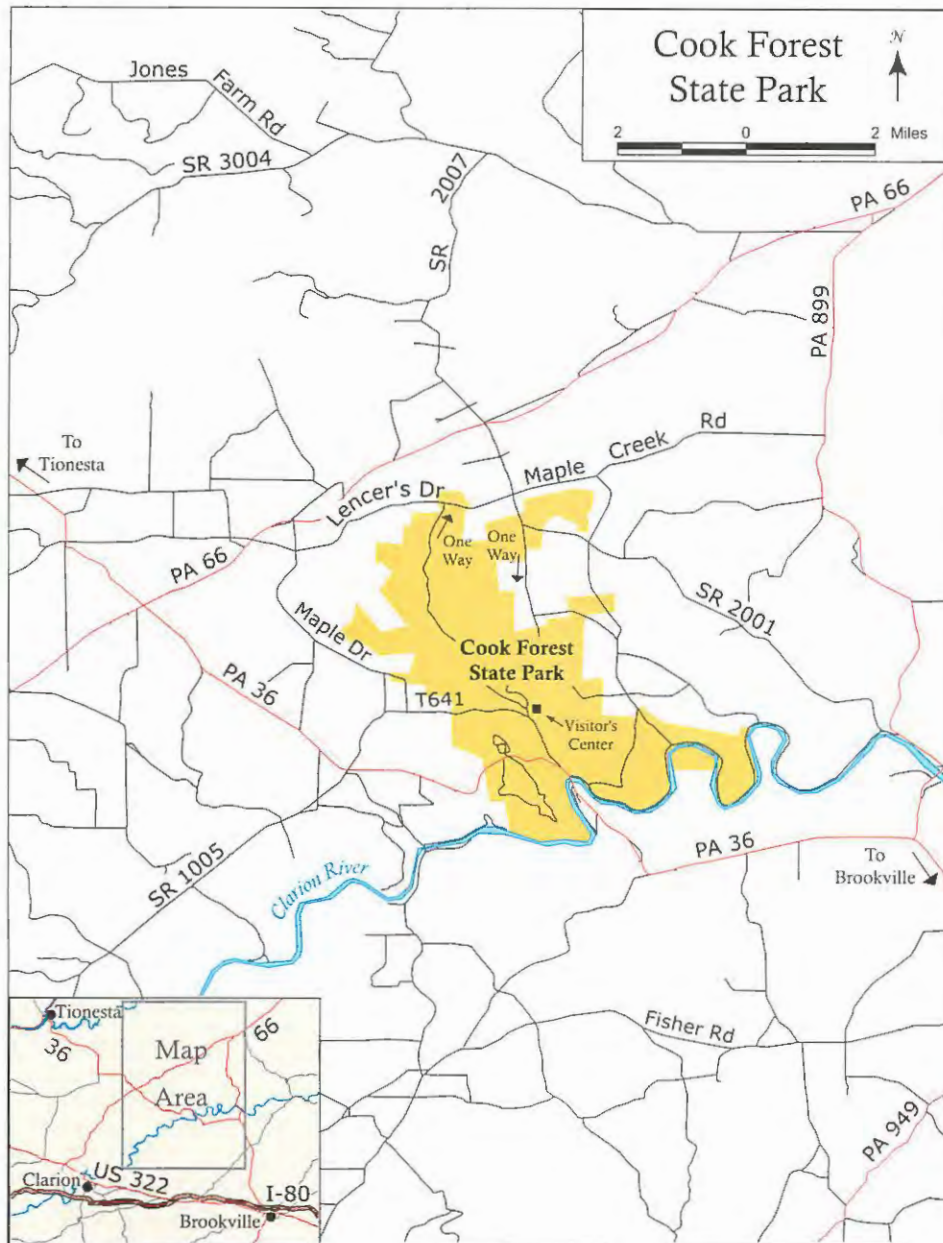 Cook Forest
State Park
N
2 0 2 Miles
Jones
Farm Rd
SR 3004
SR 2007
PA 66
PA 899
To
Tionesta
Lencer's Dr
Maple Creek Rd
One
Way
One
Way
PA 66
Maple Dr
SR 2001
Cook Forest
State Park
PA 36
T641
Visitor's
Center
SR 1005
Clarion River
PA 36
To
Brookville
Fisher Rd
PA 949
Tionesta
36
66
Map
Area
US 322
Clarion
I-80
Brookville